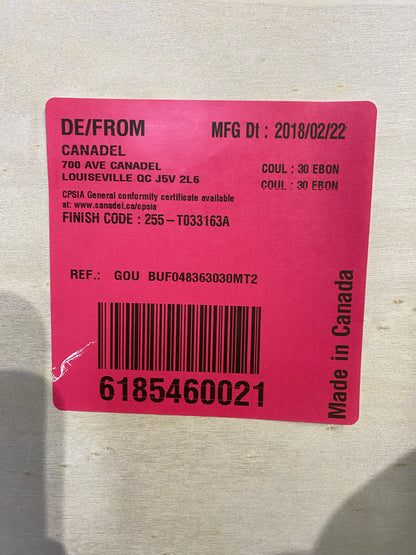 DE/FROM
MFG Dt : 2018/02/22
CANADEL
700 AVE CANADEL
LOUISEVILLE QC J5V 2L6
COUL : 30 EBON
COUL : 30 EBON
CPSIA General conformity certificate available
at: www.canadel.ca/cpsia
FINISH CODE : 255-T033163A
REF.: GOU BUF048363030MT2
6185460021
Made in Canada